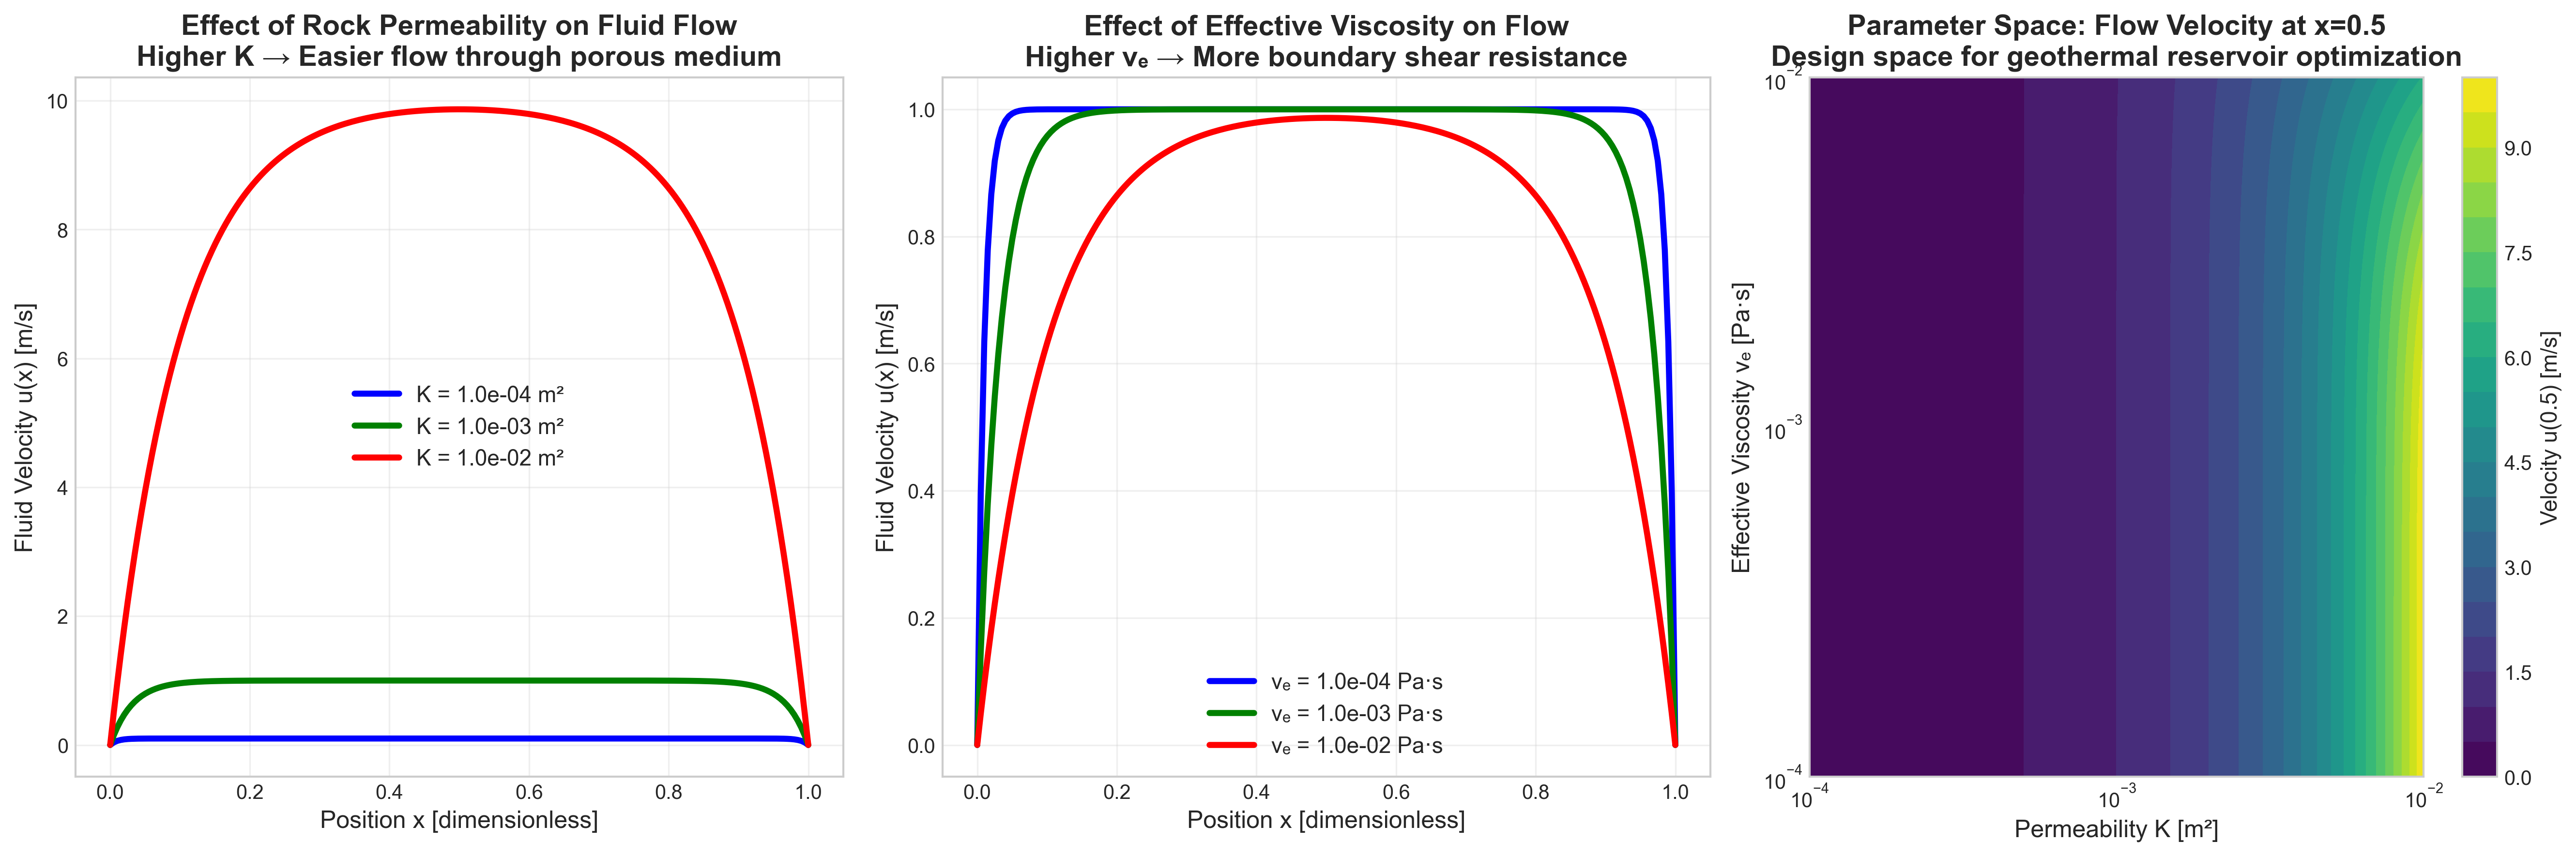 Effect of Rock Permeability on Fluid Flow
Higher K → Easier flow through porous medium
Fluid Velocity u(x) [m/s]
10
8
6
4
2
0
K = 1.0e-04 m²
K = 1.0e-03 m²
K = 1.0e-02 m²
0.0 0.2 0.4 0.6 0.8 1.0
Position x [dimensionless]
Effect of Effective Viscosity on Flow
Higher νₑ → More boundary shear resistance
Fluid Velocity u(x) [m/s]
1.0
0.8
0.6
0.4
0.2
0.0
νₑ = 1.0e-04 Pa·s
νₑ = 1.0e-03 Pa·s
νₑ = 1.0e-02 Pa·s
0.0 0.2 0.4 0.6 0.8 1.0
Position x [dimensionless]
Parameter Space: Flow Velocity at x=0.5
Design space for geothermal reservoir optimization
Effective Viscosity νₑ [Pa·s]
10⁻²
10⁻³
10⁻⁴
10⁻⁴ 10⁻³ 10⁻²
Permeability K [m²]
9.0
7.5
6.0
4.5
3.0
1.5
0.0
Velocity u(0.5) [m/s]